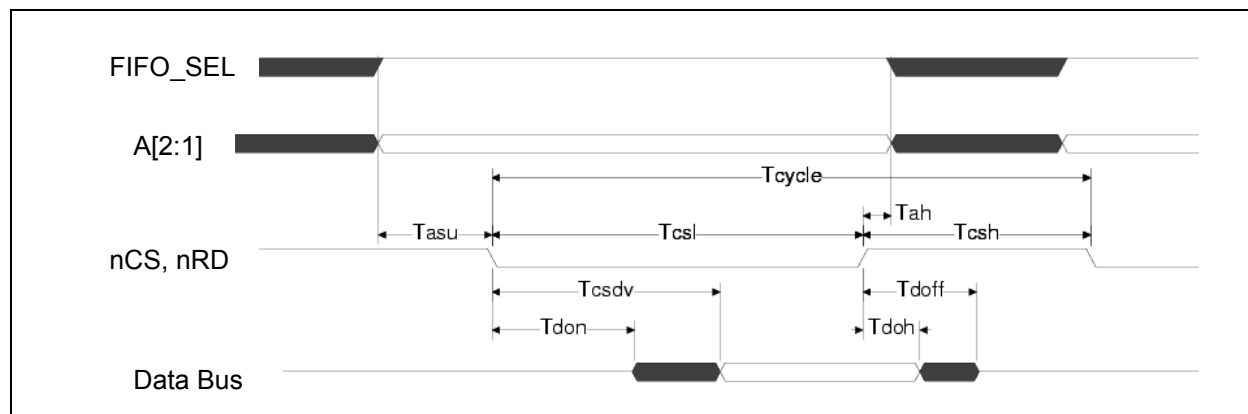 FIFO_SEL
A[2:1]
Tcycle
Tah
Tasu
Tcsl
Tcsh
nCS, nRD
Tcsdv
Tdoff
Tdon
Tdoh
Data Bus